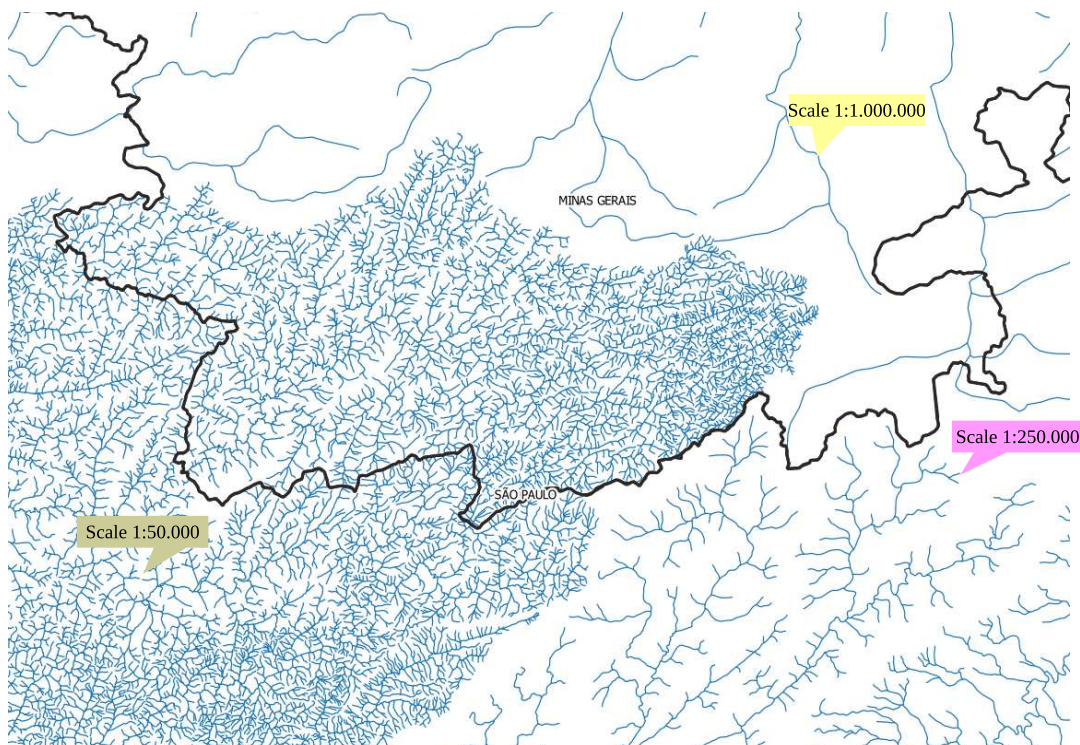 Scale 1:1.000.000
MINAS GERAIS
Scale 1:250.000
SÃO PAULO
Scale 1:50.000